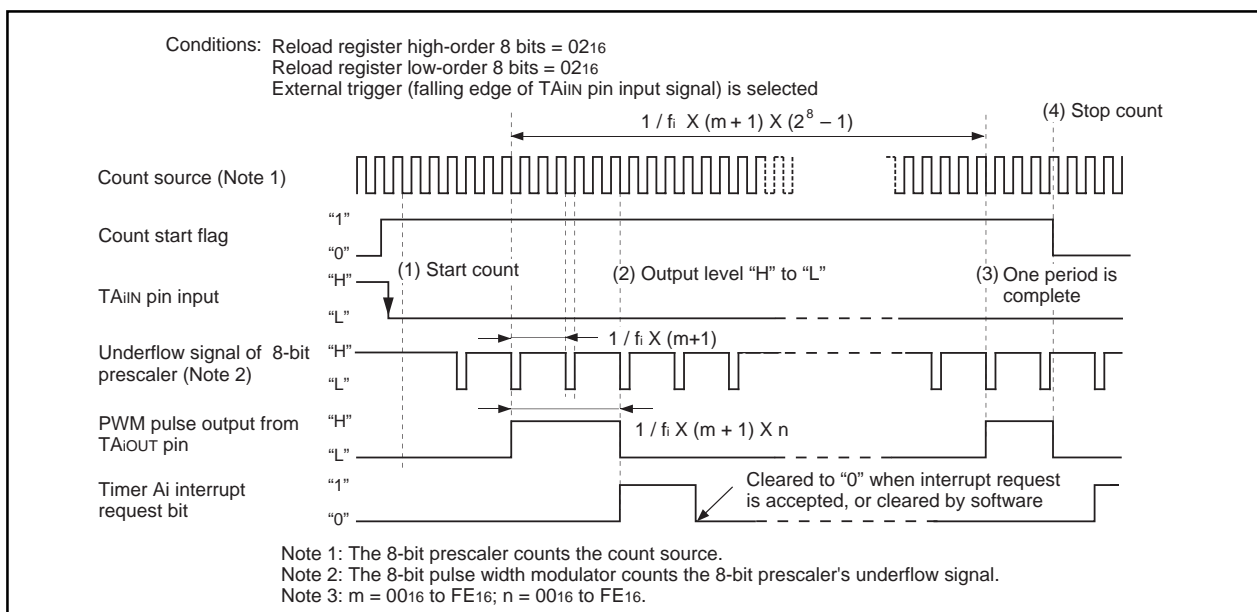 Conditions: Reload register high-order 8 bits = 0216
Reload register low-order 8 bits = 0216
External trigger (falling edge of TAiIN pin input signal) is selected
1 / fi X (m + 1) X (2^8 – 1)
(4) Stop count
Count source (Note 1)
Count start flag
“1”
“0”
(1) Start count
(2) Output level “H” to “L”
(3) One period is
complete
TAiIN pin input
“H”
“L”
1 / fi X (m+1)
Underflow signal of 8-bit
prescaler (Note 2)
“H”
“L”
PWM pulse output from
TAiOUT pin
“H”
“L”
1 / fi X (m + 1) X n
Timer Ai interrupt
request bit
“1”
“0”
Cleared to “0” when interrupt request
is accepted, or cleared by software
Note 1: The 8-bit prescaler counts the count source.
Note 2: The 8-bit pulse width modulator counts the 8-bit prescaler's underflow signal.
Note 3: m = 0016 to FE16; n = 0016 to FE16.